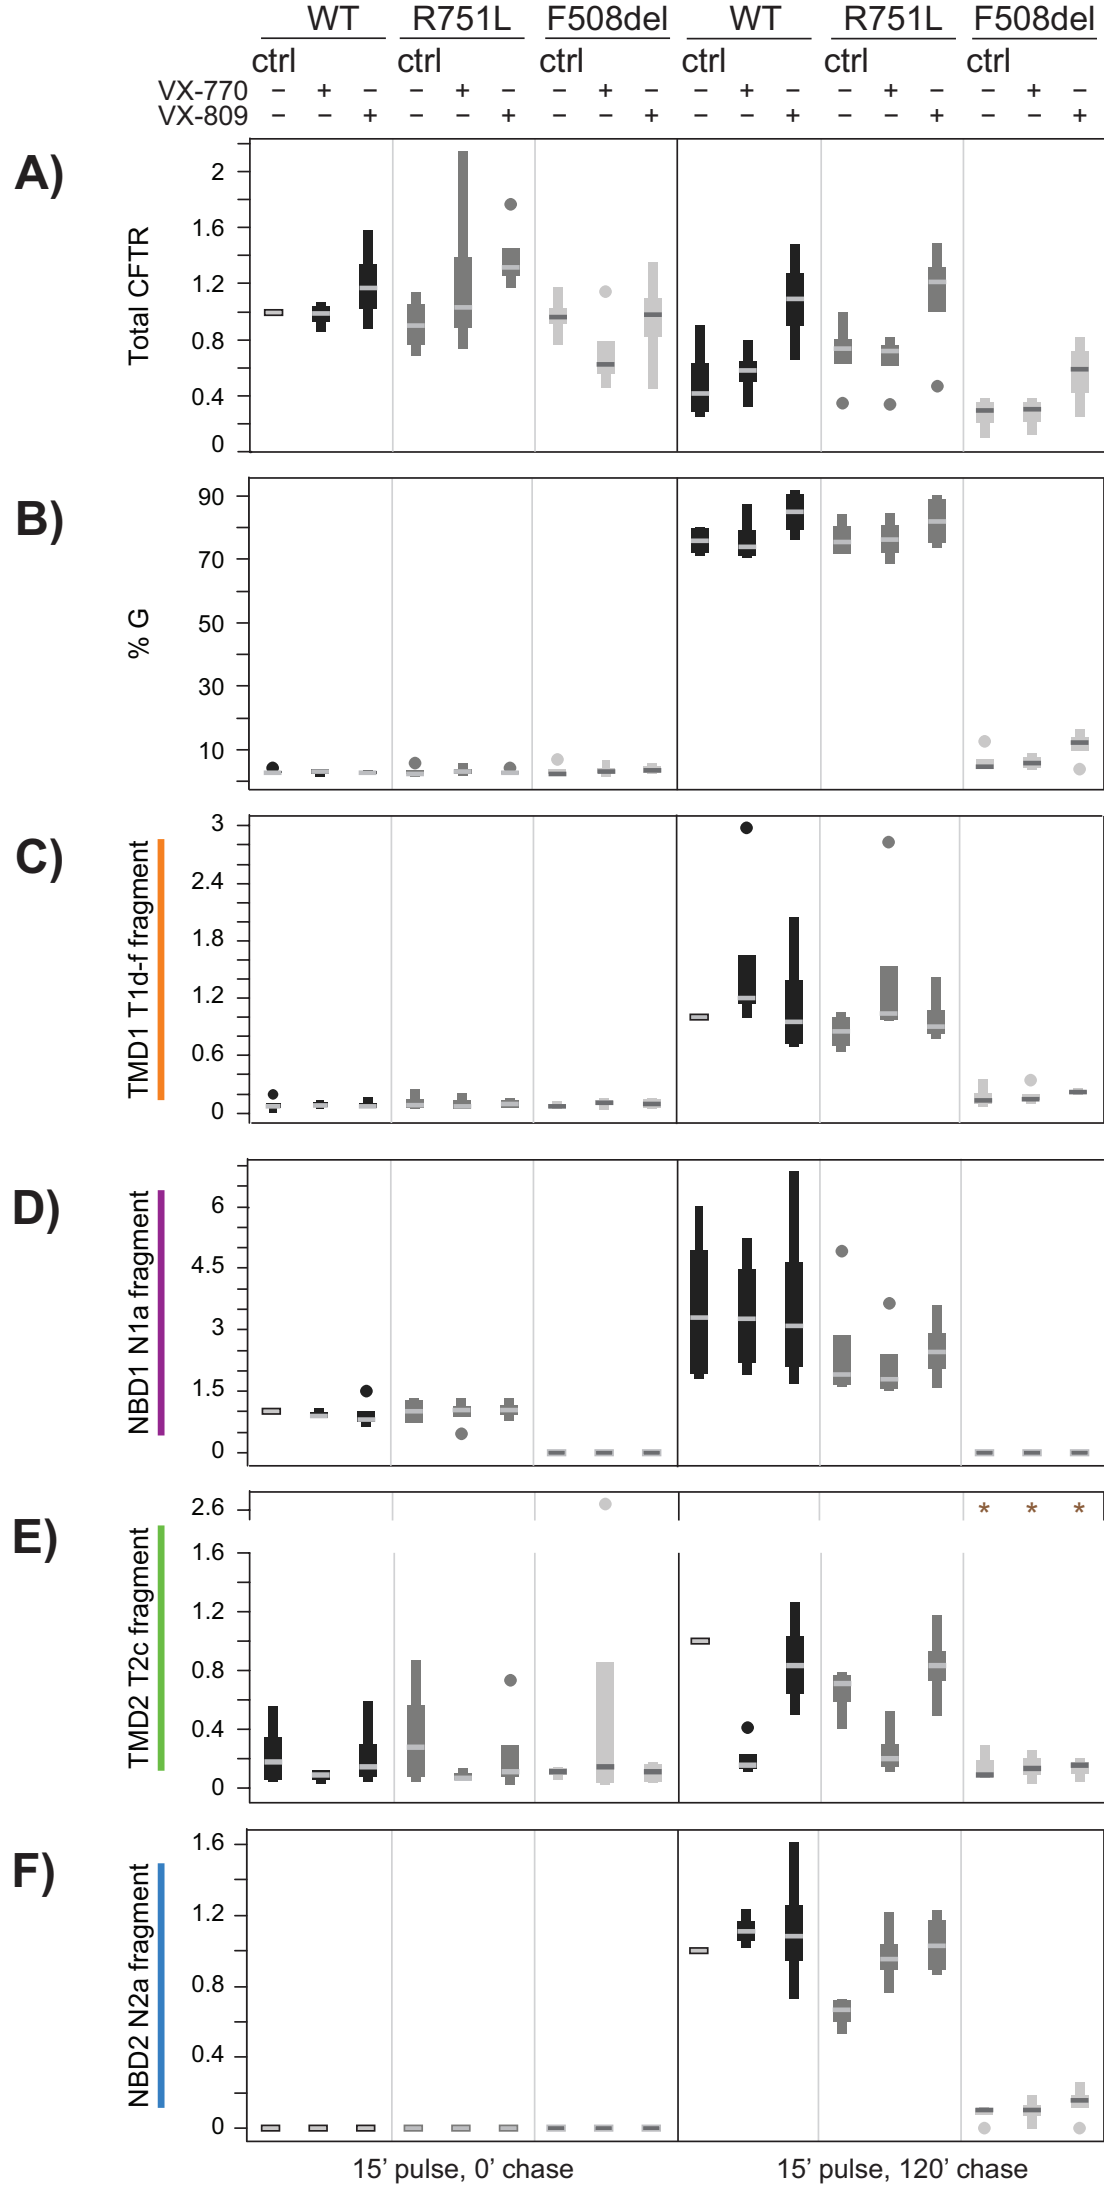 WT R751L F508del WT R751L F508del
ctrl ctrl ctrl ctrl ctrl ctrl
VX-770 − + − − + − − + − − + − − + − − + −
VX-809 − − + − − + − − + − − + − − + − − +
A)
Total CFTR
2
1.6
1.2
0.8
0.4
0
B)
% G
90
70
50
30
10
C)
TMD1 T1d-f fragment
3
2.4
1.8
1.2
0.6
0
D)
NBD1 N1a fragment
6
4.5
3
1.5
0
E)
TMD2 T2c fragment
2.6 * * *
1.6
1.2
0.8
0.4
0
F)
NBD2 N2a fragment
1.6
1.2
0.8
0.4
0
15’ pulse, 0’ chase 15’ pulse, 120’ chase